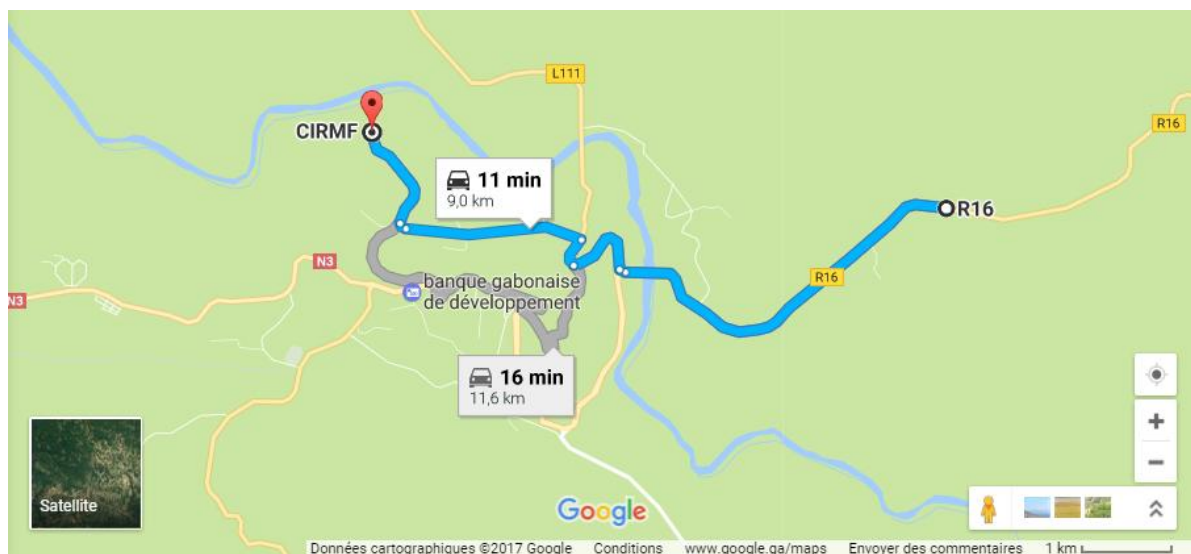 L111
R16
CIRMF
11 min
9,0 km
R16
N3
R16
N3
banque gabonaise
de développement
16 min
11,6 km
Satellite
Google
Données cartographiques ©2017 Google Conditions www.google.ga/maps Envoyer des commentaires 1 km